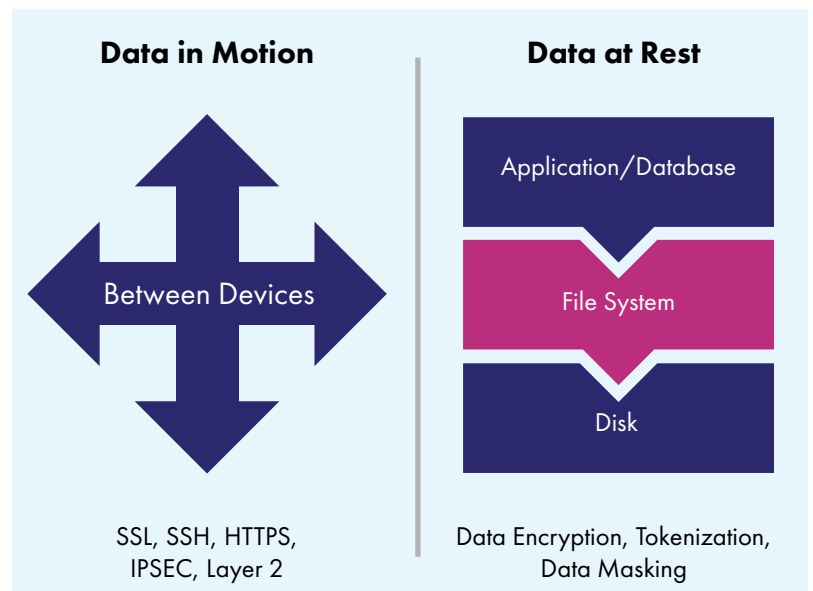 Data in Motion
Between Devices
SSL, SSH, HTTPS,
IPSEC, Layer 2
Data at Rest
Application/Database
File System
Disk
Data Encryption, Tokenization,
Data Masking